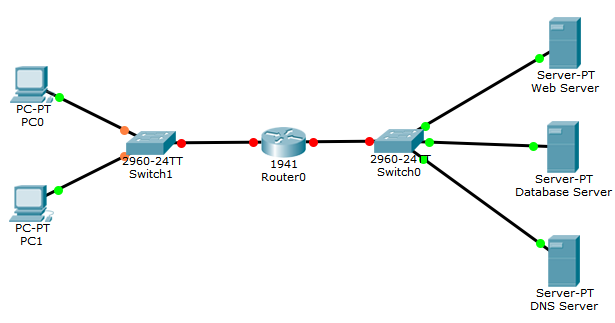 PC-PT
PC0
PC-PT
PC1
2960-24TT
Switch1
1941
Router0
2960-24TT
Switch0
Server-PT
Web Server
Server-PT
Database Server
Server-PT
DNS Server